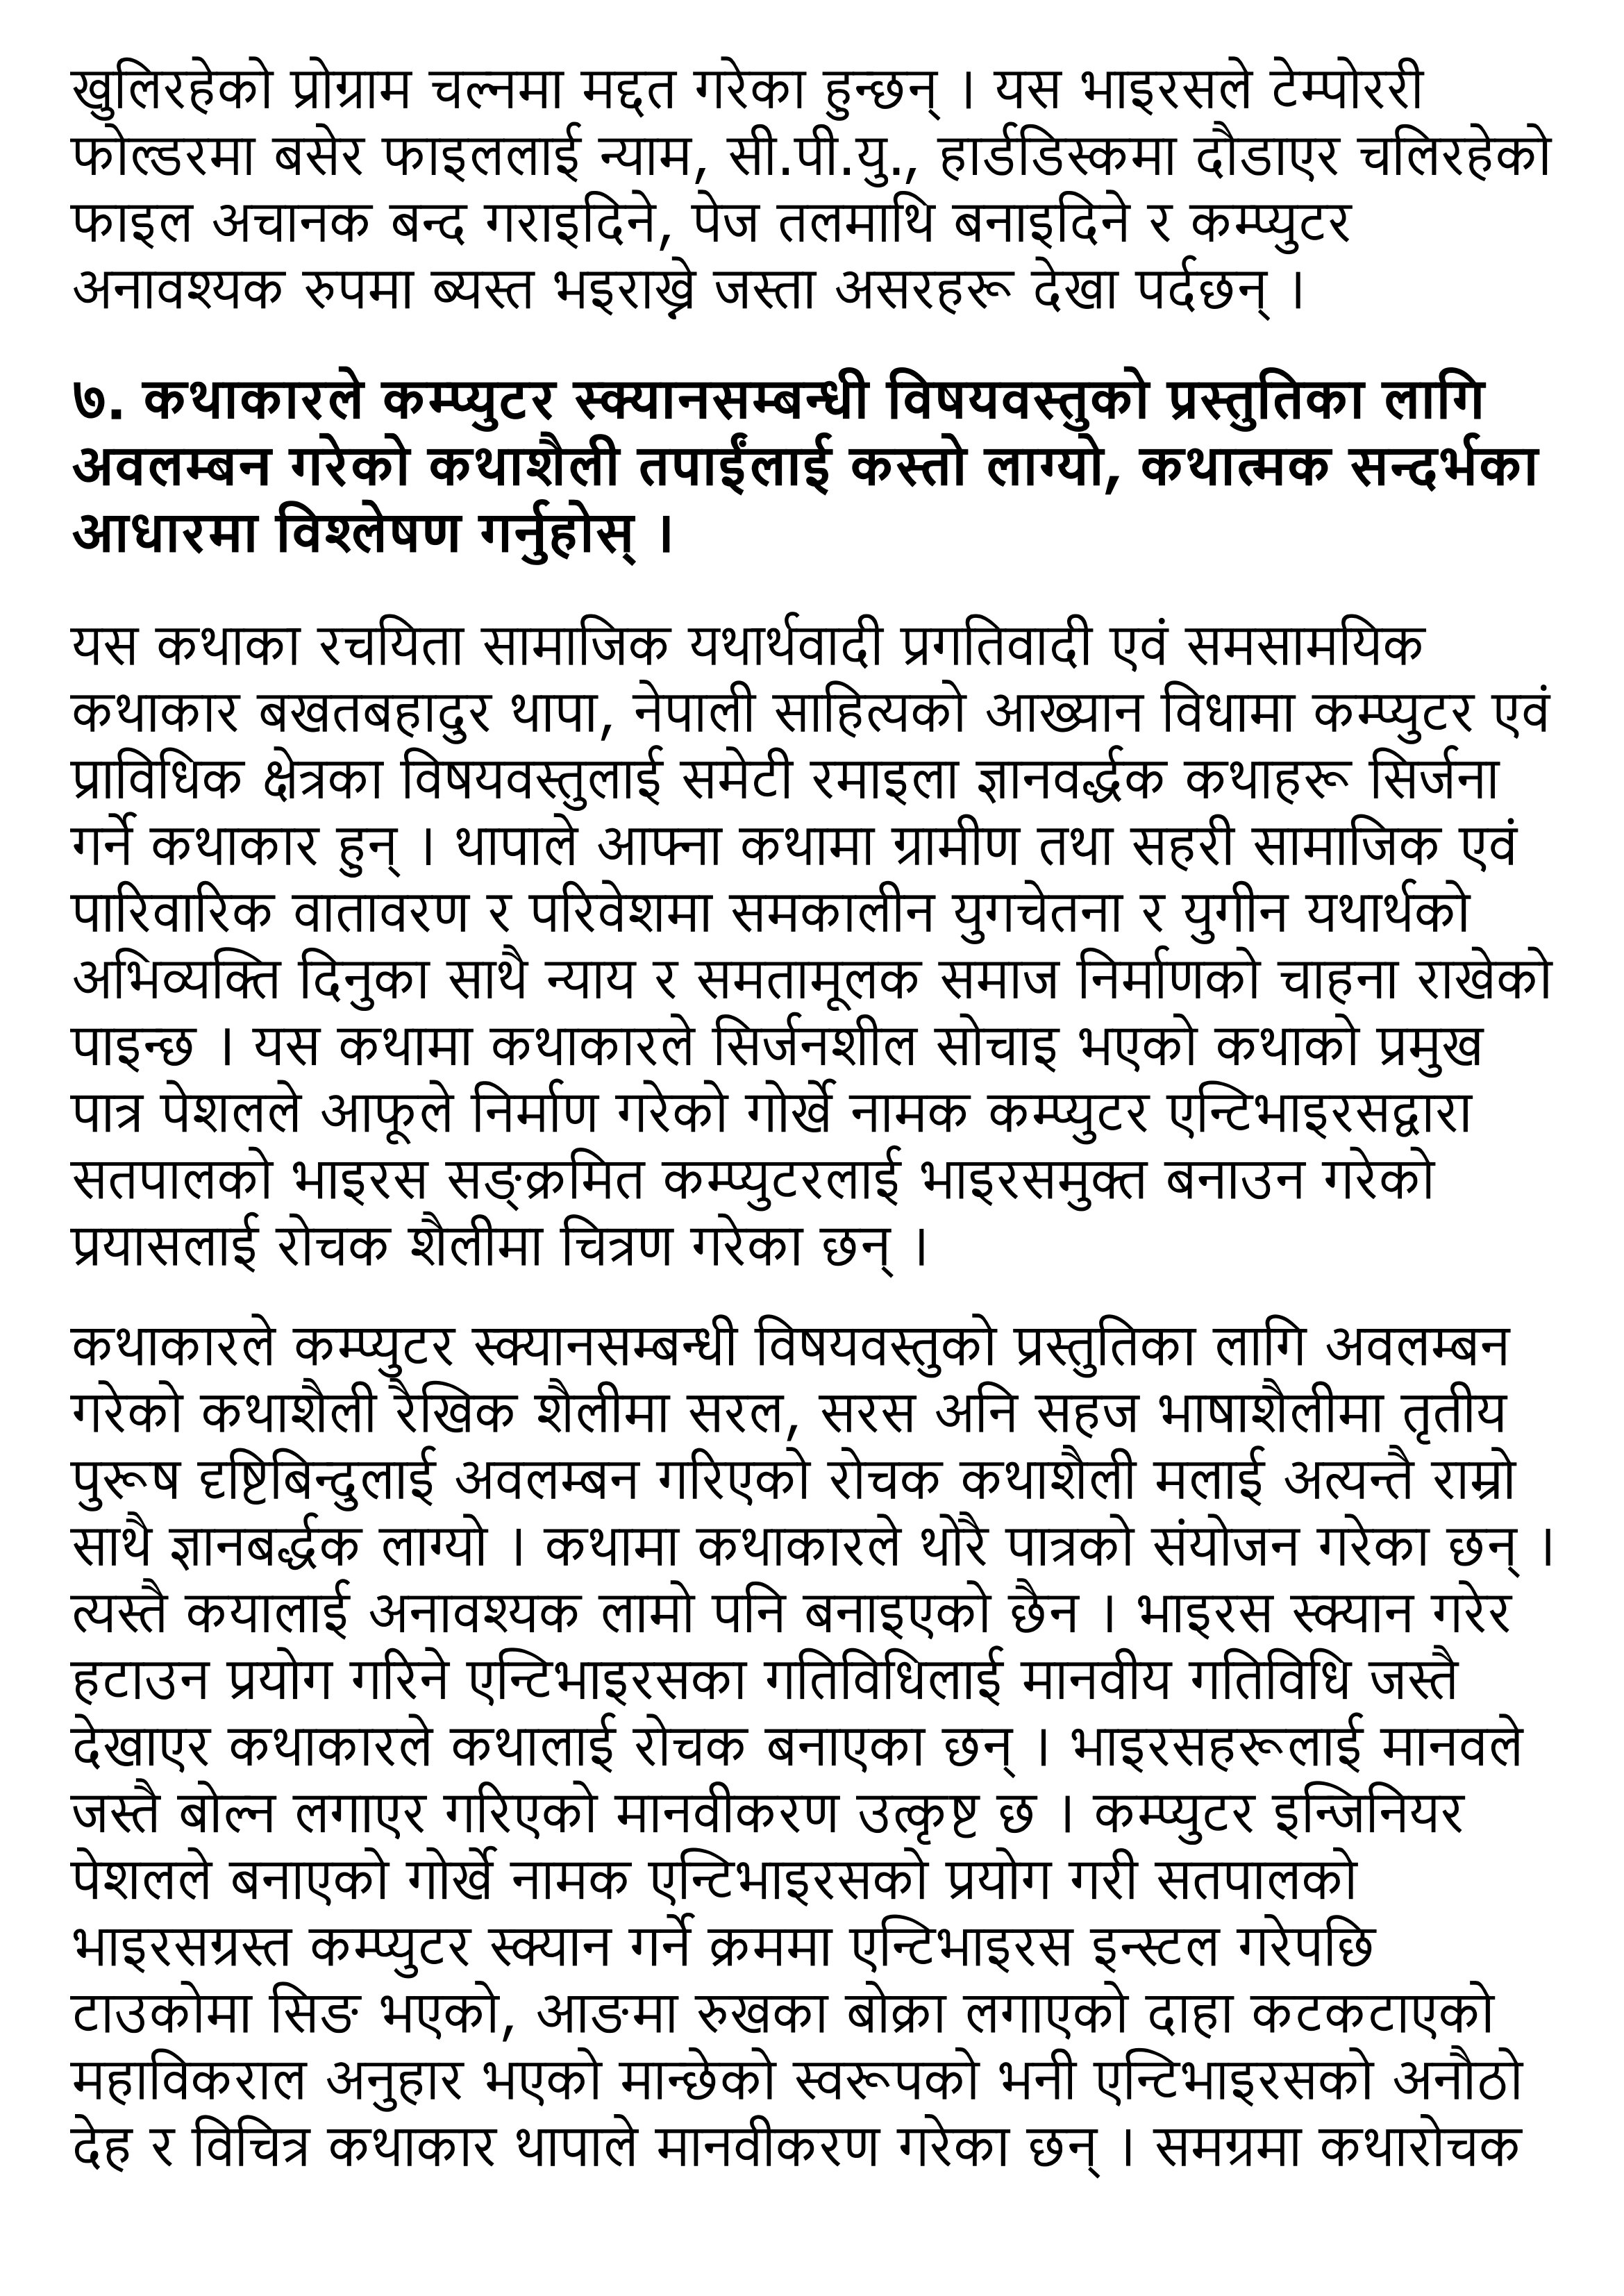 खुलिरहेको प्रोग्राम चल्नमा मद्दत गरेका हुन्छन् । यस भाइरसले टेम्पोररी
फोल्डरमा बसेर फाइललाई न्याम, सी.पी.यु., हार्डडिस्कमा दौडाएर चलिरहेको
फाइल अचानक बन्द गराइदिने, पेज तलमाथि बनाइदिने र कम्प्युटर
अनावश्यक रुपमा ब्यस्त भइराख्ने जस्ता असरहरू देखा पर्दछन् ।
७. कथाकारले कम्प्युटर स्क्यानसम्बन्धी विषयवस्तुको प्रस्तुतिका लागि
अवलम्बन गरेको कथाशैली तपाईंलाई कस्तो लाग्यो, कथात्मक सन्दर्भका
आधारमा विश्लेषण गर्नुहोस् ।
यस कथाका रचयिता सामाजिक यथार्थवादी प्रगतिवादी एवं समसामयिक
कथाकार बखतबहादुर थापा, नेपाली साहित्यको आख्यान विधामा कम्प्युटर एवं
प्राविधिक क्षेत्रका विषयवस्तुलाई समेटी रमाइला ज्ञानवर्द्धक कथाहरू सिर्जना
गर्ने कथाकार हुन् । थापाले आफ्ना कथामा ग्रामीण तथा सहरी सामाजिक एवं
पारिवारिक वातावरण र परिवेशमा समकालीन युगचेतना र युगीन यथार्थको
अभिव्यक्ति दिनुका साथै न्याय र समतामूलक समाज निर्माणको चाहना राखेको
पाइन्छ । यस कथामा कथाकारले सिर्जनशील सोचाइ भएको कथाको प्रमुख
पात्र पेशलले आफूले निर्माण गरेको गोर्खे नामक कम्प्युटर एन्टिभाइरसद्वारा
सतपालको भाइरस सङ्क्रमित कम्प्युटरलाई भाइरसमुक्त बनाउन गरेको
प्रयासलाई रोचक शैलीमा चित्रण गरेका छन् ।
कथाकारले कम्प्युटर स्क्यानसम्बन्धी विषयवस्तुको प्रस्तुतिका लागि अवलम्बन
गरेको कथाशैली रैखिक शैलीमा सरल, सरस अनि सहज भाषाशैलीमा तृतीय
पुरूष दृष्टिबिन्दुलाई अवलम्बन गरिएको रोचक कथाशैली मलाई अत्यन्तै राम्रो
साथै ज्ञानबर्द्धक लाग्यो । कथामा कथाकारले थोरै पात्रको संयोजन गरेका छन् ।
त्यस्तै कयालाई अनावश्यक लामो पनि बनाइएको छैन । भाइरस स्क्यान गरेर
हटाउन प्रयोग गरिने एन्टिभाइरसका गतिविधिलाई मानवीय गतिविधि जस्तै
देखाएर कथाकारले कथालाई रोचक बनाएका छन् । भाइरसहरूलाई मानवले
जस्तै बोल्न लगाएर गरिएको मानवीकरण उत्कृष्ट छ । कम्प्युटर इन्जिनियर
पेशलले बनाएको गोर्खे नामक एन्टिभाइरसको प्रयोग गरी सतपालको
भाइरसग्रस्त कम्प्युटर स्क्यान गर्ने क्रममा एन्टिभाइरस इन्स्टल गरेपछि
टाउकोमा सिङ भएको, आङमा रुखका बोक्रा लगाएको दाहा कटकटाएको
महाविकराल अनुहार भएको मान्छेको स्वरूपको भनी एन्टिभाइरसको अनौठो
देह र विचित्र कथाकार थापाले मानवीकरण गरेका छन् । समग्रमा कथारोचक